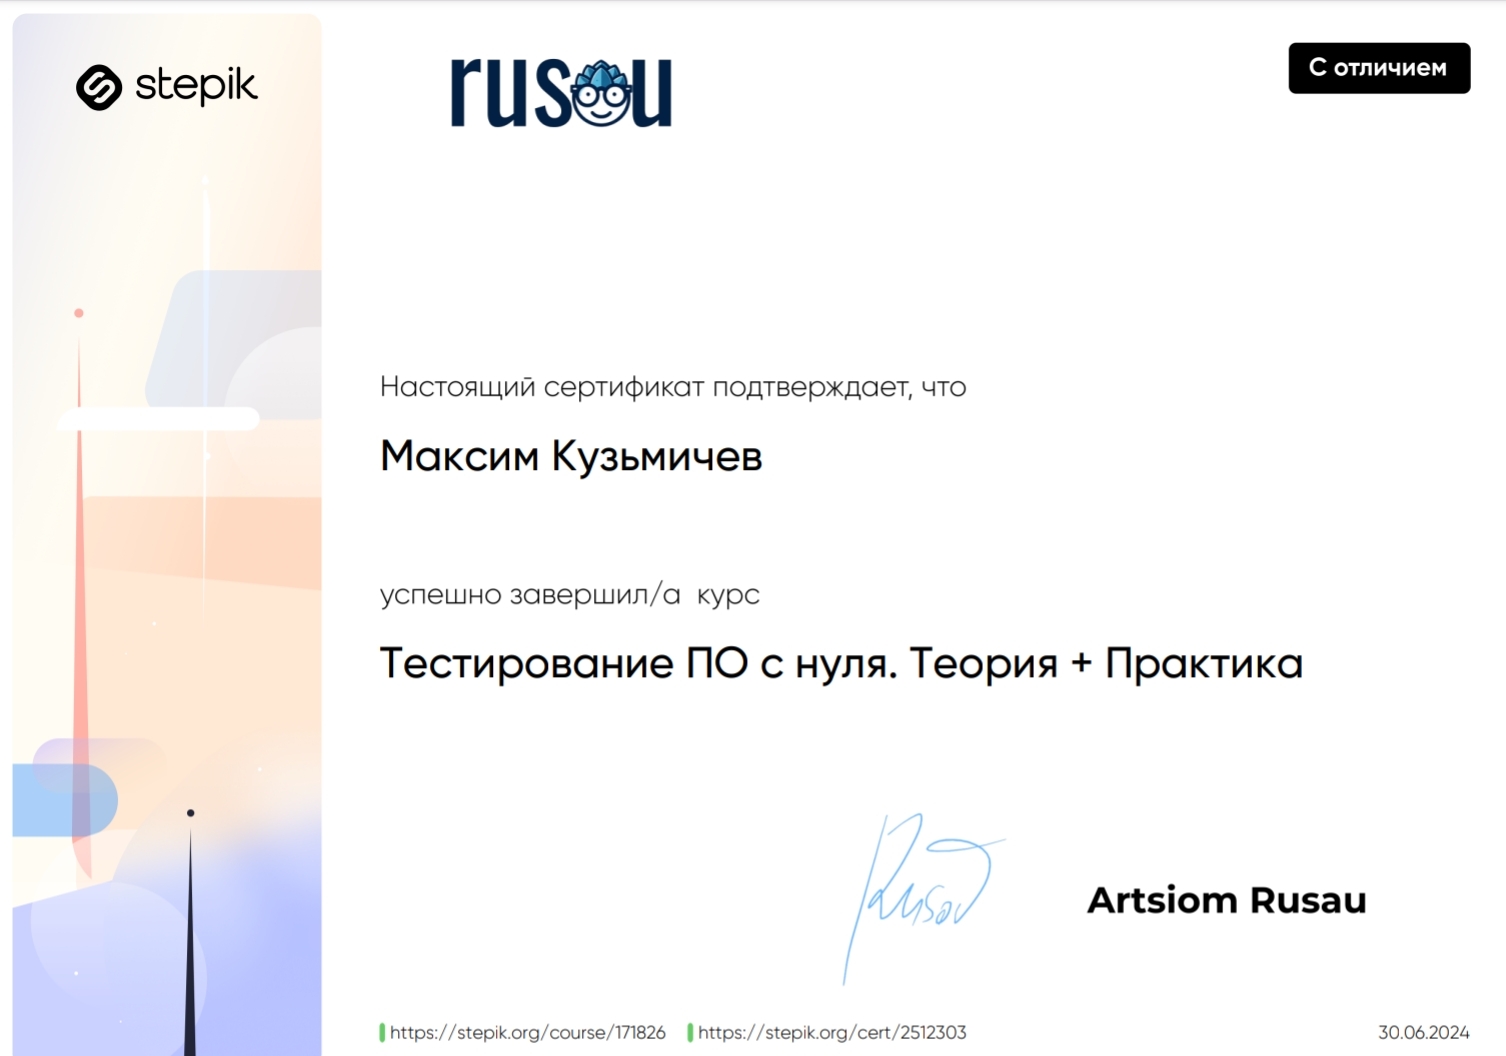 stepik
rusau
С отличием
Настоящий сертификат подтверждает, что
Максим Кузьмичев
успешно завершил/а курс
Тестирование ПО с нуля. Теория + Практика
Rusau
Artsiom Rusau
https://stepik.org/course/171826 https://stepik.org/cert/2512303
30.06.2024